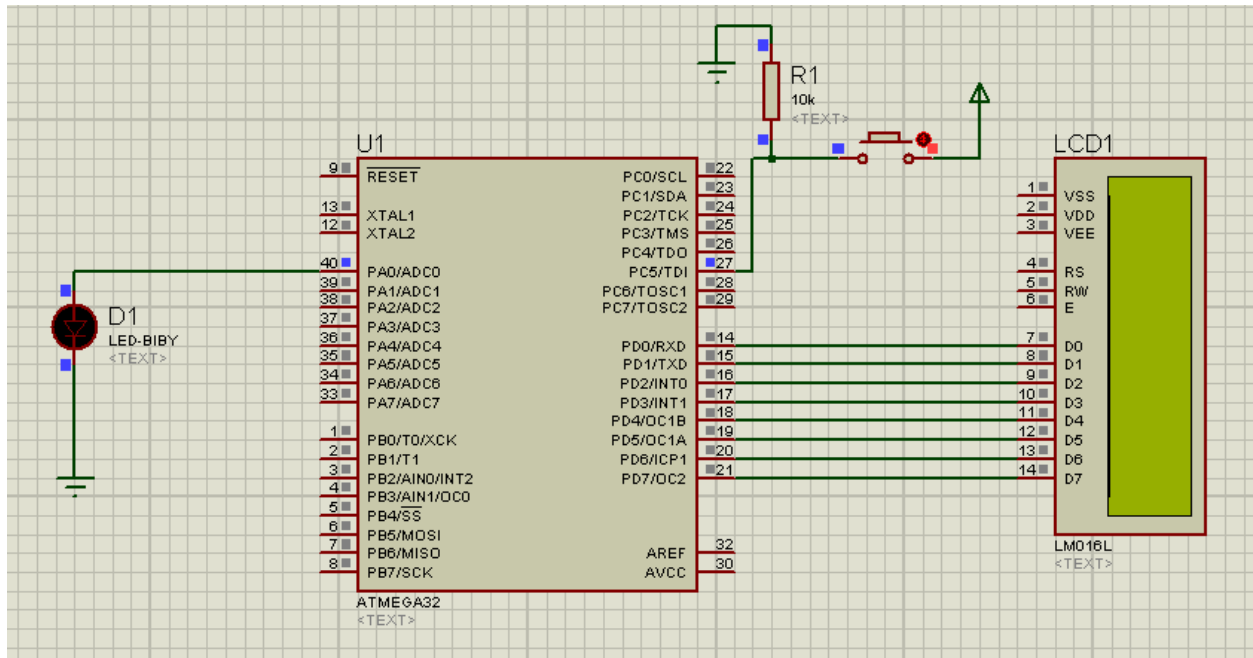 R1
10k
<TEXT>
U1
LCD1
9 RESET
13 XTAL1
12 XTAL2
40 PA0/ADC0
39 PA1/ADC1
38 PA2/ADC2
37 PA3/ADC3
36 PA4/ADC4
35 PA5/ADC5
34 PA6/ADC6
33 PA7/ADC7
1 PB0/T0/XCK
2 PB1/T1
3 PB2/AIN0/INT2
4 PB3/AIN1/OC0
5 PB4/SS
6 PB5/MOSI
7 PB6/MISO
8 PB7/SCK
PC0/SCL 22
PC1/SDA 23
PC2/TCK 24
PC3/TMS 25
PC4/TDO 26
PC5/TDI 27
PC6/TOSC1 28
PC7/TOSC2 29
PD0/RXD 14
PD1/TXD 15
PD2/INT0 16
PD3/INT1 17
PD4/OC1B 18
PD5/OC1A 19
PD6/ICP1 20
PD7/OC2 21
AREF 32
AVCC 30
ATMEGA32
<TEXT>
D1
LED-BIBY
<TEXT>
1 VSS
2 VDD
3 VEE
4 RS
5 RW
6 E
7 D0
8 D1
9 D2
10 D3
11 D4
12 D5
13 D6
14 D7
LM016L
<TEXT>